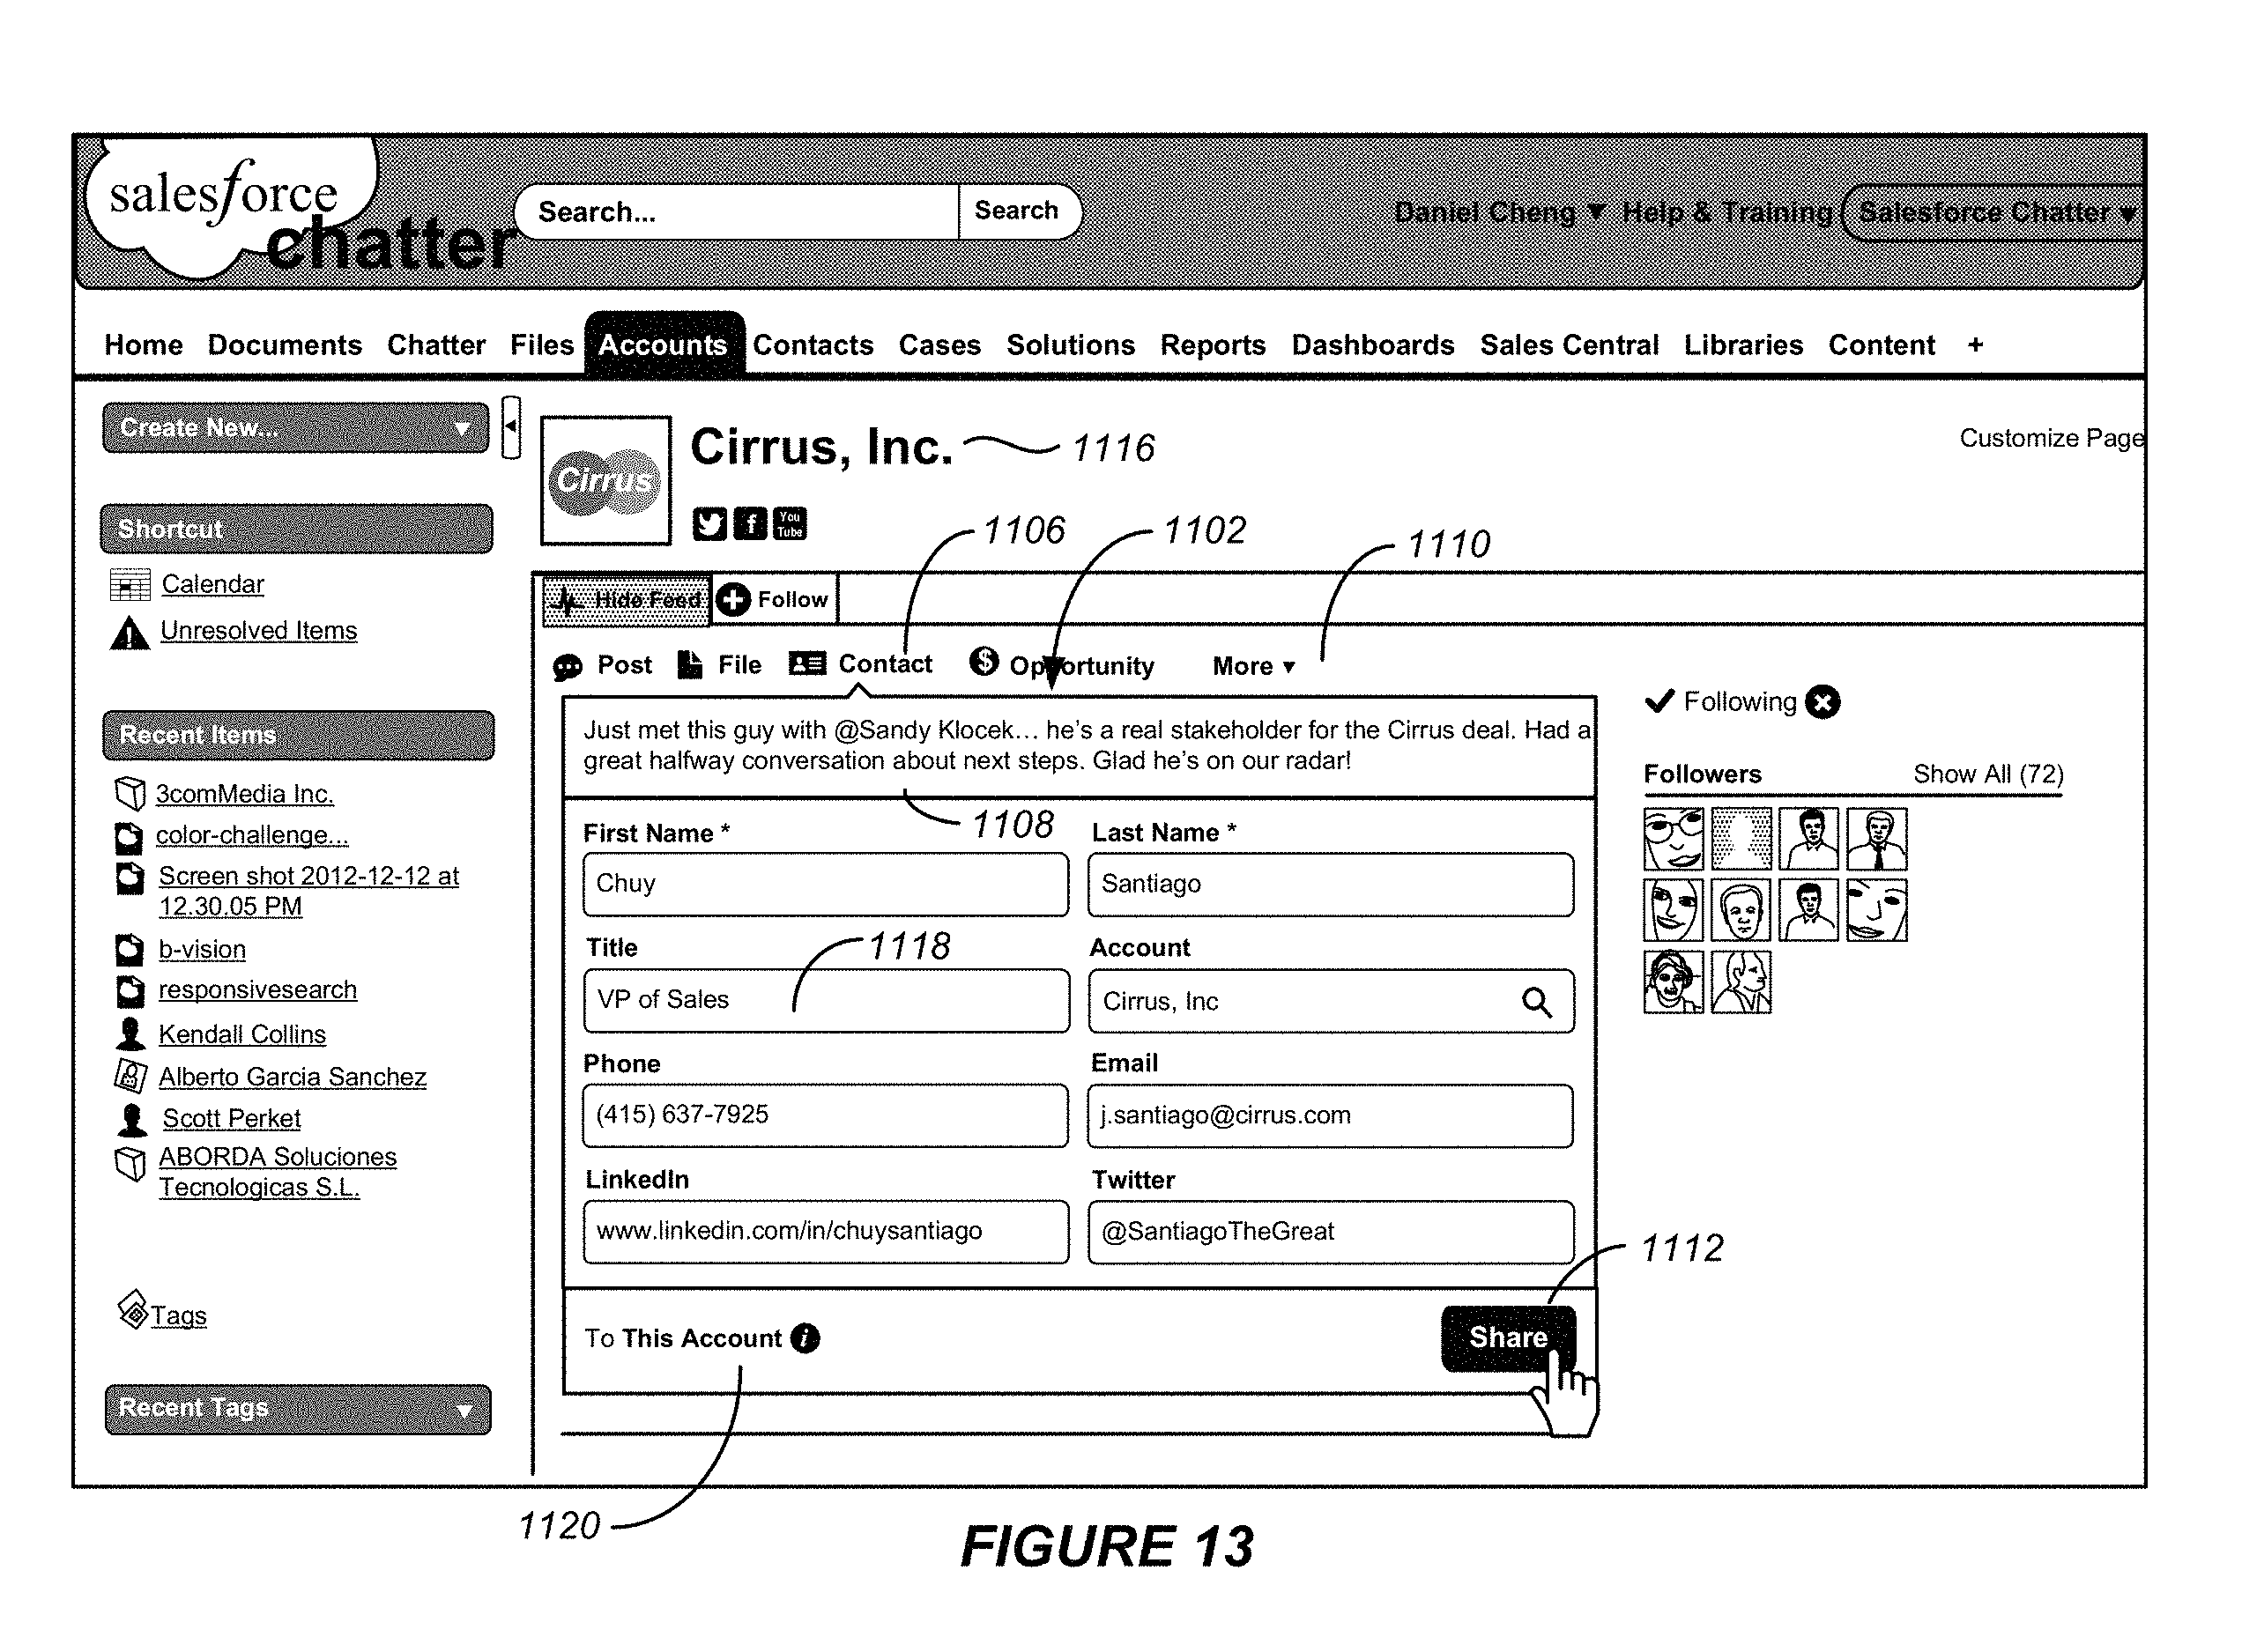 salesforce
chatter
Search... Search
Daniel Cheng ▼ Help & Training Salesforce Chatter ▼
Home Documents Chatter Files Accounts Contacts Cases Solutions Reports Dashboards Sales Central Libraries Content +
Create New...
Cirrus
Cirrus, Inc. 1116
Customize Page
Shortcut
f You Tube
1106 1102 1110
Calendar
Unresolved Items
Hide Feed Follow
Post File Contact $ Opportunity More ▼
Just met this guy with @Sandy Klocek... he's a real stakeholder for the Cirrus deal. Had a
great halfway conversation about next steps. Glad he's on our radar!
1108
Following
Followers Show All (72)
Recent Items
3comMedia Inc.
color-challenge...
Screen shot 2012-12-12 at
12.30.05 PM
b-vision
responsivesearch
Kendall Collins
Alberto Garcia Sanchez
Scott Perket
ABORDA Soluciones
Tecnologicas S.L.
Tags
Recent Tags
First Name * Last Name *
Chuy Santiago
Title 1118 Account
VP of Sales Cirrus, Inc
Phone Email
(415) 637-7925 j.santiago@cirrus.com
LinkedIn Twitter
www.linkedin.com/in/chuysantiago @SantiagoTheGreat
1112
To This Account i Share
1120
FIGURE 13